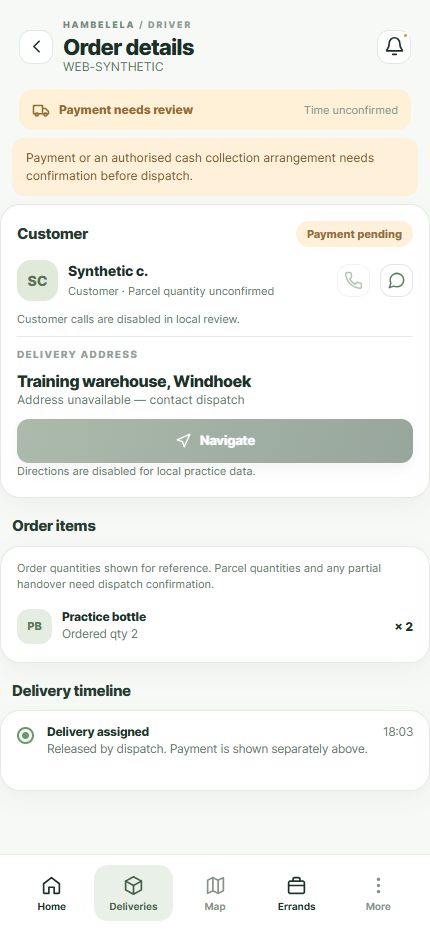 HAMBELELA / DRIVER
Order details
WEB-SYNTHETIC
Payment needs review
Time unconfirmed
Payment or an authorised cash collection arrangement needs
confirmation before dispatch.
Customer
Payment pending
SC
Synthetic c.
Customer · Parcel quantity unconfirmed
Customer calls are disabled in local review.
DELIVERY ADDRESS
Training warehouse, Windhoek
Address unavailable — contact dispatch
Navigate
Directions are disabled for local practice data.
Order items
Order quantities shown for reference. Parcel quantities and any partial
handover need dispatch confirmation.
PB
Practice bottle
Ordered qty 2
× 2
Delivery timeline
Delivery assigned
18:03
Released by dispatch. Payment is shown separately above.
Home
Deliveries
Map
Errands
More